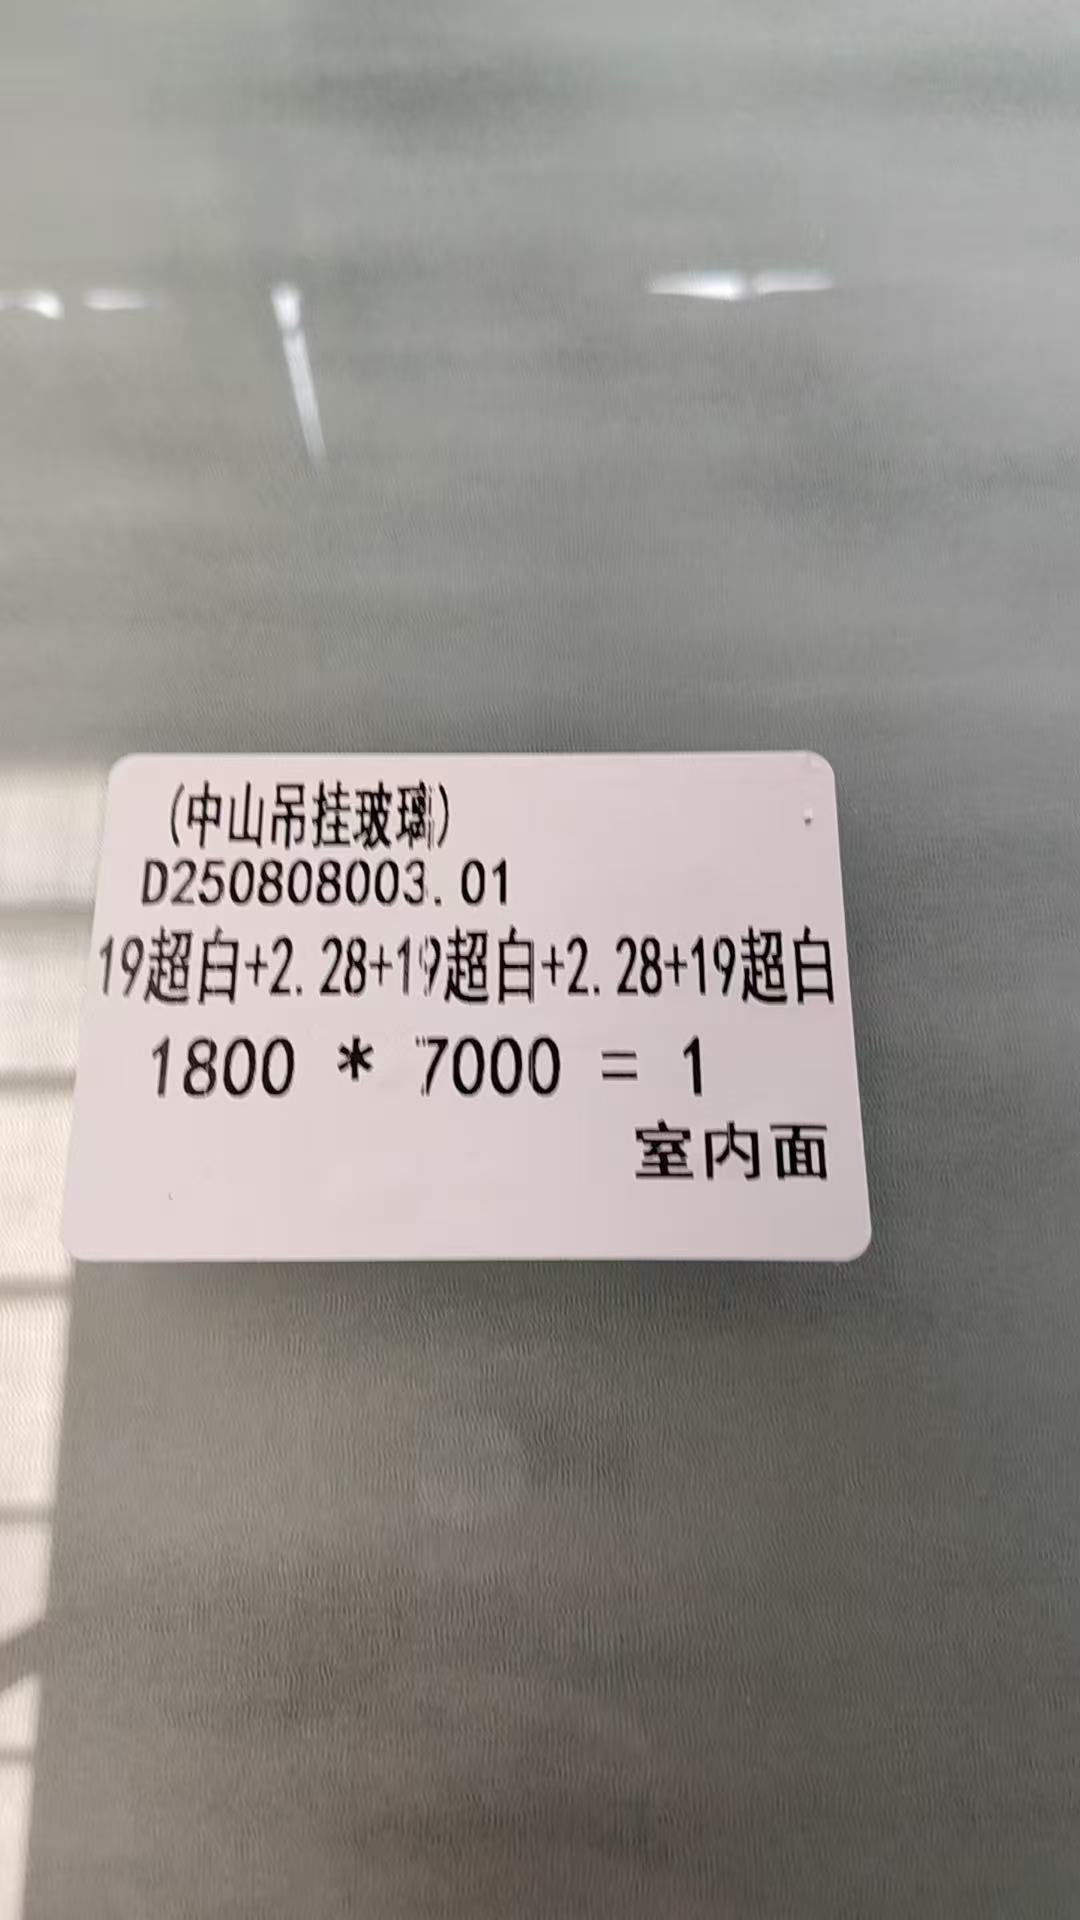 (中山吊挂玻璃)
D250808003.01
19超白+2.28+19超白+2.28+19超白
1800 * 7000 = 1
室内面